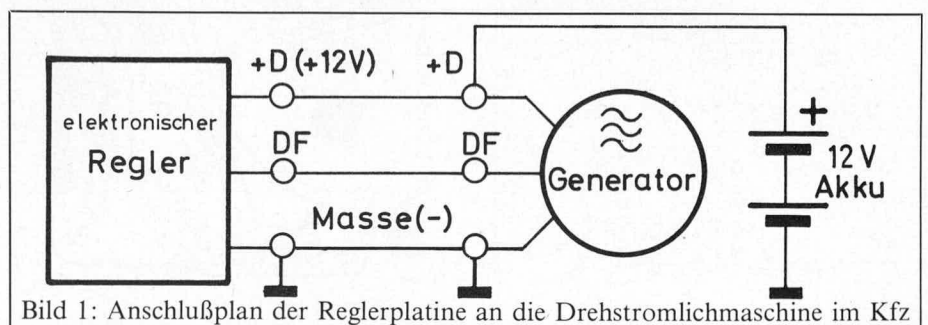 +D (+12V)
+D
elektronischer
Regler
DF
DF
Generator
+
12 V
Akku
Masse(-)
Bild 1: Anschlußplan der Reglerplatine an die Drehstromlichmaschine im Kfz